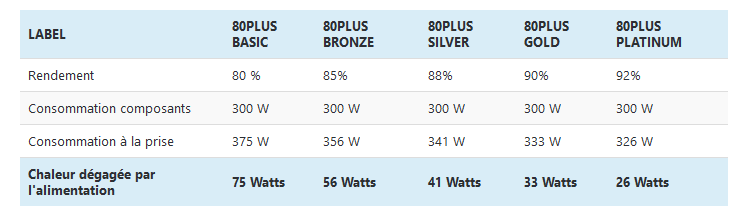 LABEL 80PLUS BASIC 80PLUS BRONZE 80PLUS SILVER 80PLUS GOLD 80PLUS PLATINUM
Rendement 80 % 85% 88% 90% 92%
Consommation composants 300 W 300 W 300 W 300 W 300 W
Consommation à la prise 375 W 356 W 341 W 333 W 326 W
Chaleur dégagée par l'alimentation 75 Watts 56 Watts 41 Watts 33 Watts 26 Watts